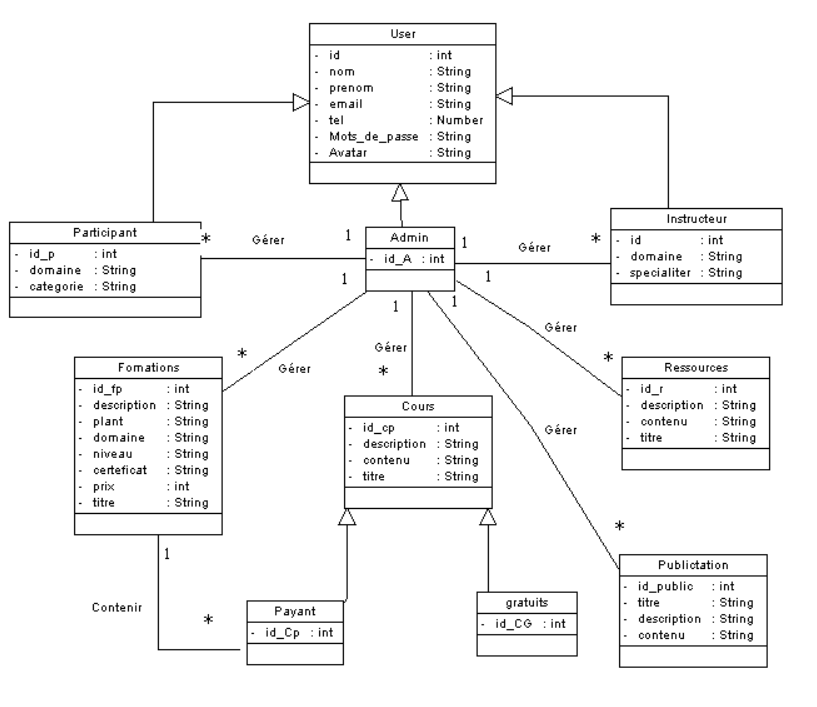 User
- id : int
- nom : String
- prenom : String
- email : String
- tel : Number
- Mots_de_passe : String
- Avatar : String
Participant
- id_p : int
- domaine : String
- categorie : String
* Gérer 1
Admin
- id_A : int
1 Gérer *
Instructeur
- id : int
- domaine : String
- specialiter : String
1
Gérer
*
1
Gérer
*
1
Gérer
*
1
Gérer
*
Fomations
- id_fp : int
- description : String
- plant : String
- domaine : String
- niveau : String
- certeficat : String
- prix : int
- titre : String
Cours
- id_cp : int
- description : String
- contenu : String
- titre : String
Ressources
- id_r : int
- description : String
- contenu : String
- titre : String
1
Contenir
*
Payant
- id_Cp : int
gratuits
- id_CG : int
Publictation
- id_public : int
- titre : String
- description : String
- contenu : String